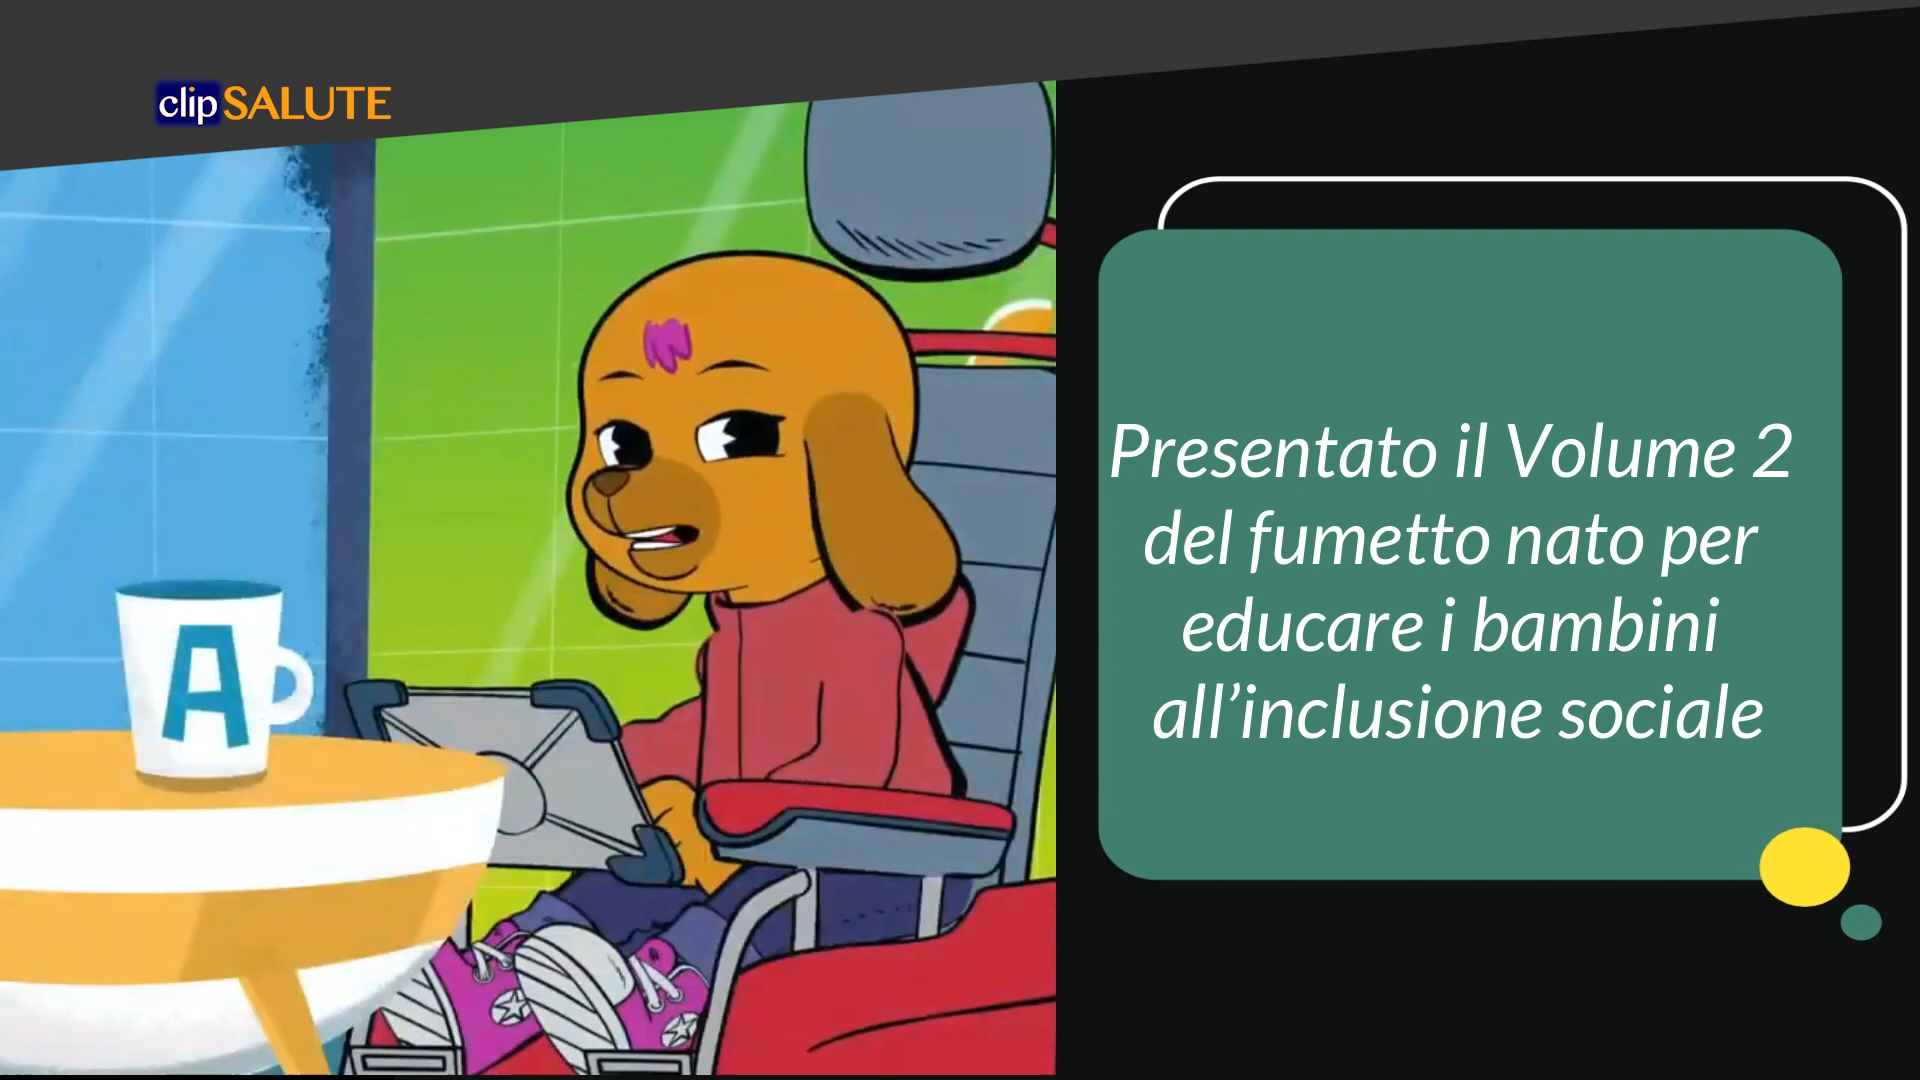 clipSALUTE
A
Presentato il Volume 2
del fumetto nato per
educare i bambini
all’inclusione sociale